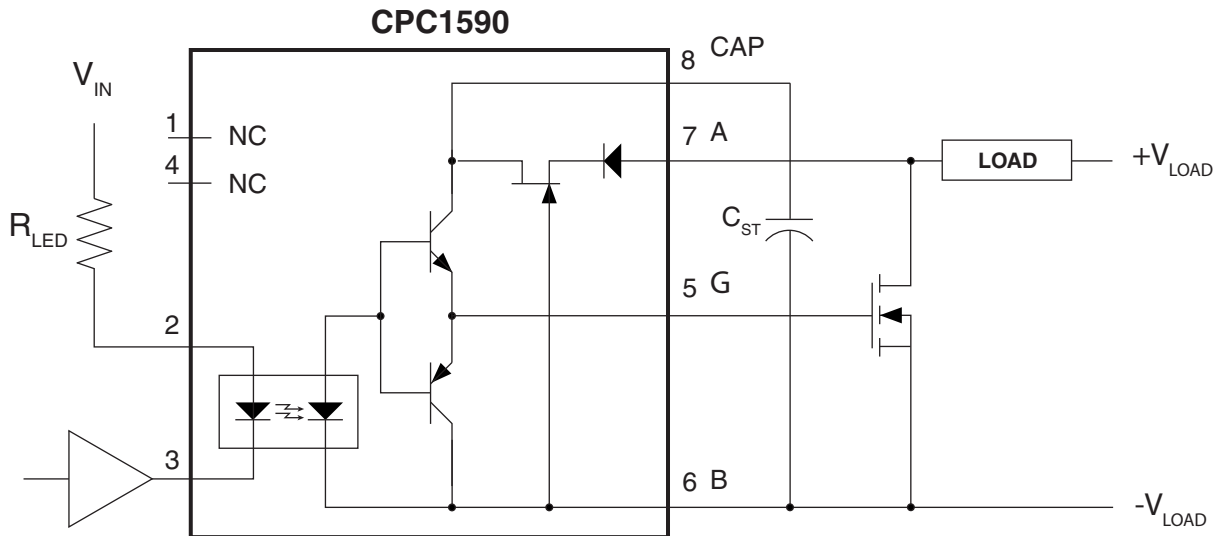 CPC1590
V_IN
1 NC
4 NC
R_LED
2
3
8 CAP
7 A
LOAD
+V_LOAD
C_ST
5 G
6 B
-V_LOAD